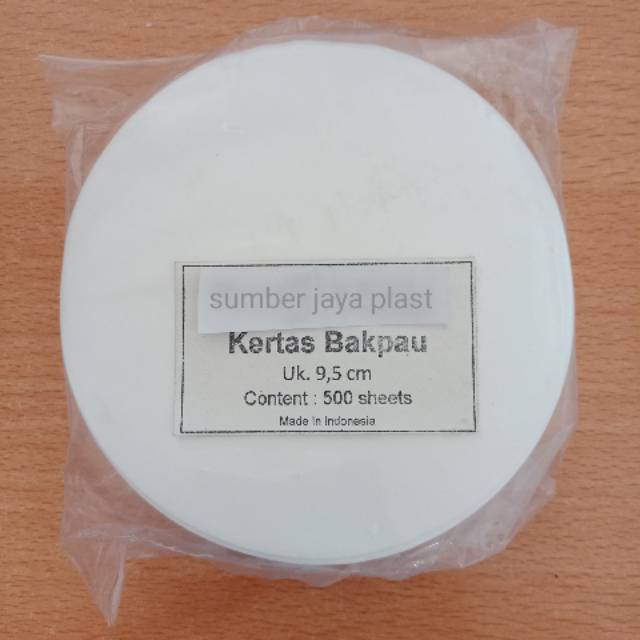 sumber jaya plast
Kertas Bakpau
Uk. 9,5 cm
Content : 500 sheets
Made In Indonesia